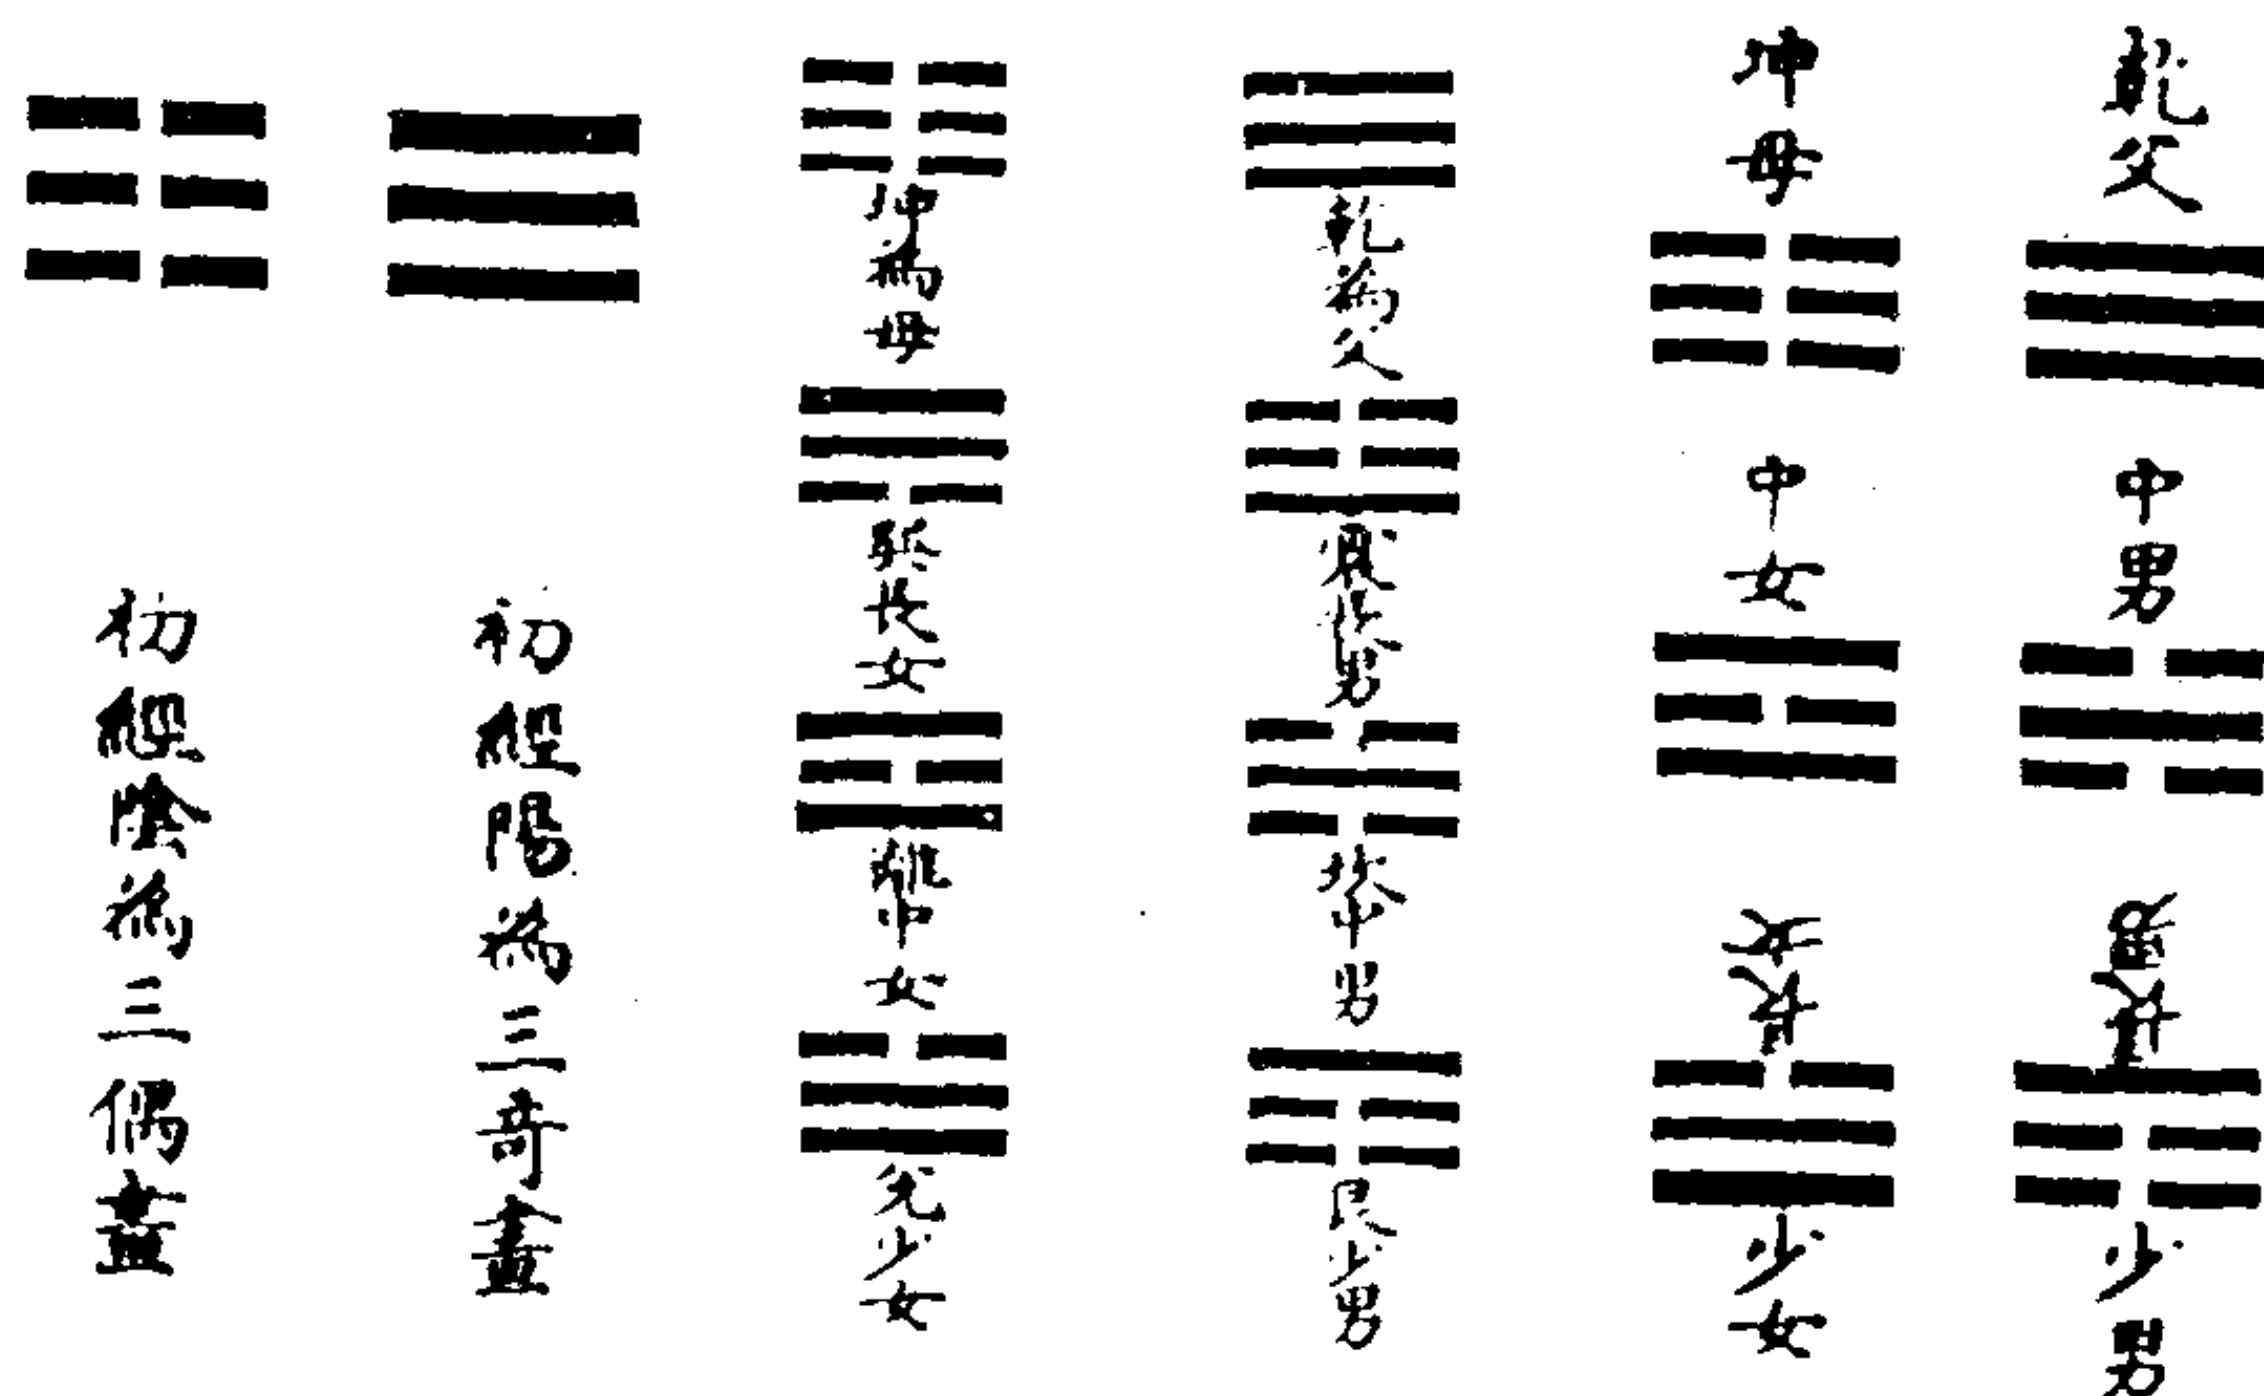 乾父
中男
少男
坤母
中女
少女
乾為父
震長男
坎中男
艮少男
坤為母
巽長女
離中女
兌少女
初經陽為三奇畫
初經陰為三偶畫